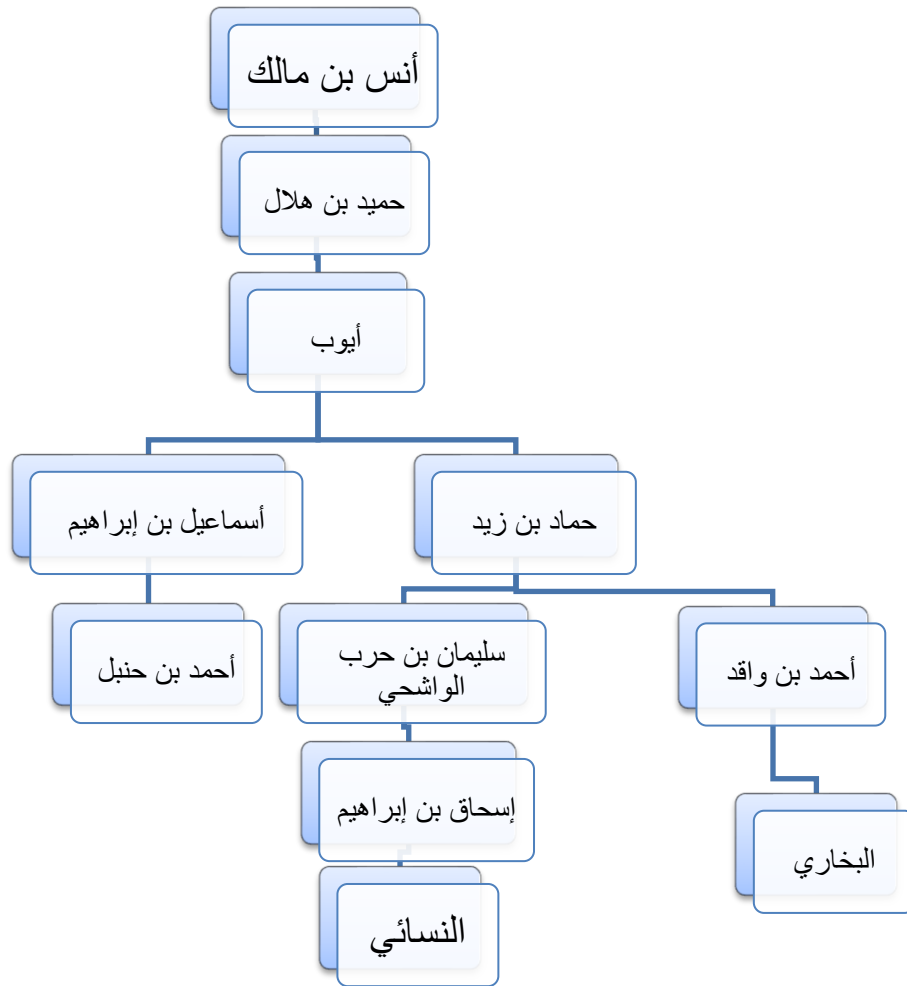 أنس بن مالك
حميد بن هلال
أيوب
حماد بن زيد
أسماعيل بن إبراهيم
أحمد بن واقد
سليمان بن حرب
الواشحي
أحمد بن حنبل
إسحاق بن إبراهيم
البخاري
النسائي